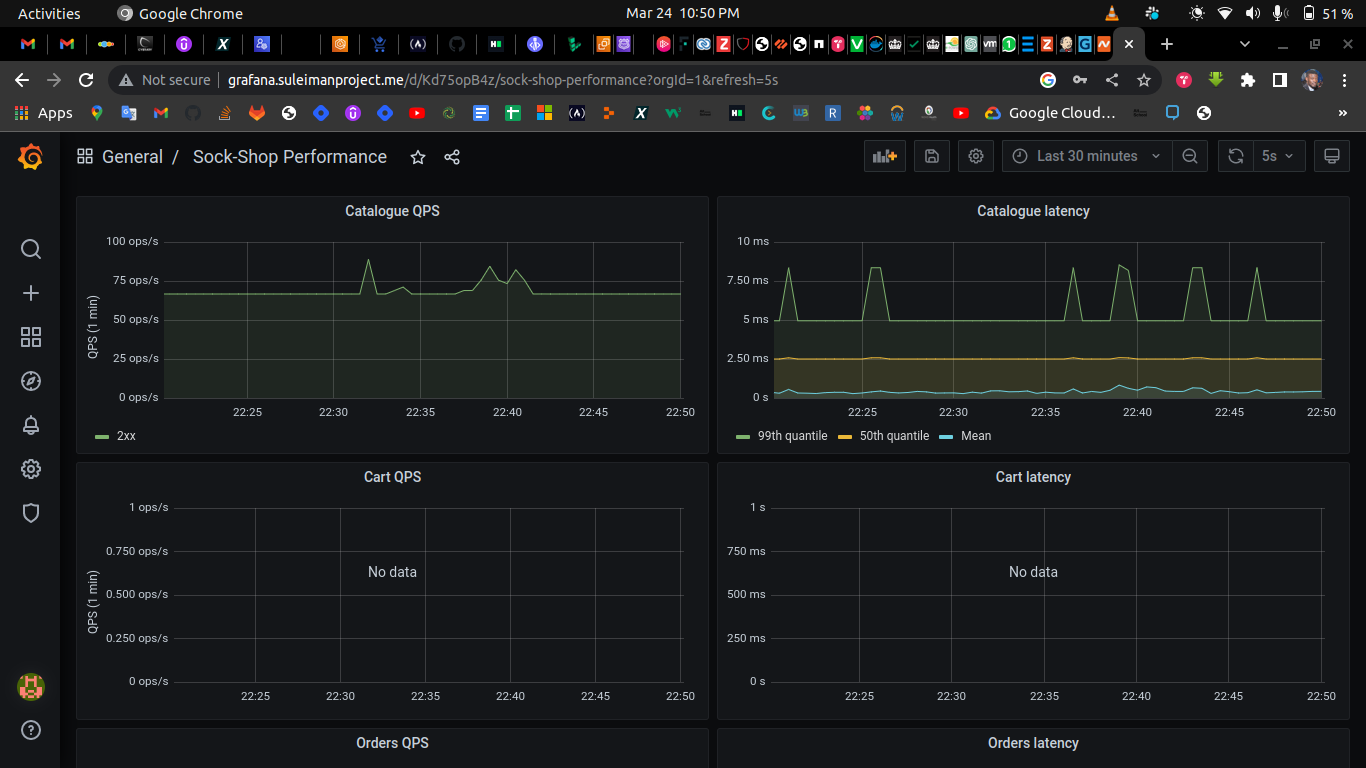 Activities Google Chrome Mar 24 10:50 PM 51 %
Not secure grafana.suleimanproject.me/d/Kd75opB4z/sock-shop-performance?orgId=1&refresh=5s
Apps Google Cloud... »
General / Sock-Shop Performance Last 30 minutes 5s
Catalogue QPS
100 ops/s
75 ops/s
50 ops/s
25 ops/s
0 ops/s
QPS (1 min)
22:25 22:30 22:35 22:40 22:45 22:50
2xx
Catalogue latency
10 ms
7.50 ms
5 ms
2.50 ms
0 s
22:25 22:30 22:35 22:40 22:45 22:50
99th quantile 50th quantile Mean
Cart QPS
1 ops/s
0.750 ops/s
0.500 ops/s
0.250 ops/s
0 ops/s
QPS (1 min)
No data
22:25 22:30 22:35 22:40 22:45 22:50
Cart latency
1 s
750 ms
500 ms
250 ms
0 s
No data
22:25 22:30 22:35 22:40 22:45 22:50
Orders QPS
Orders latency